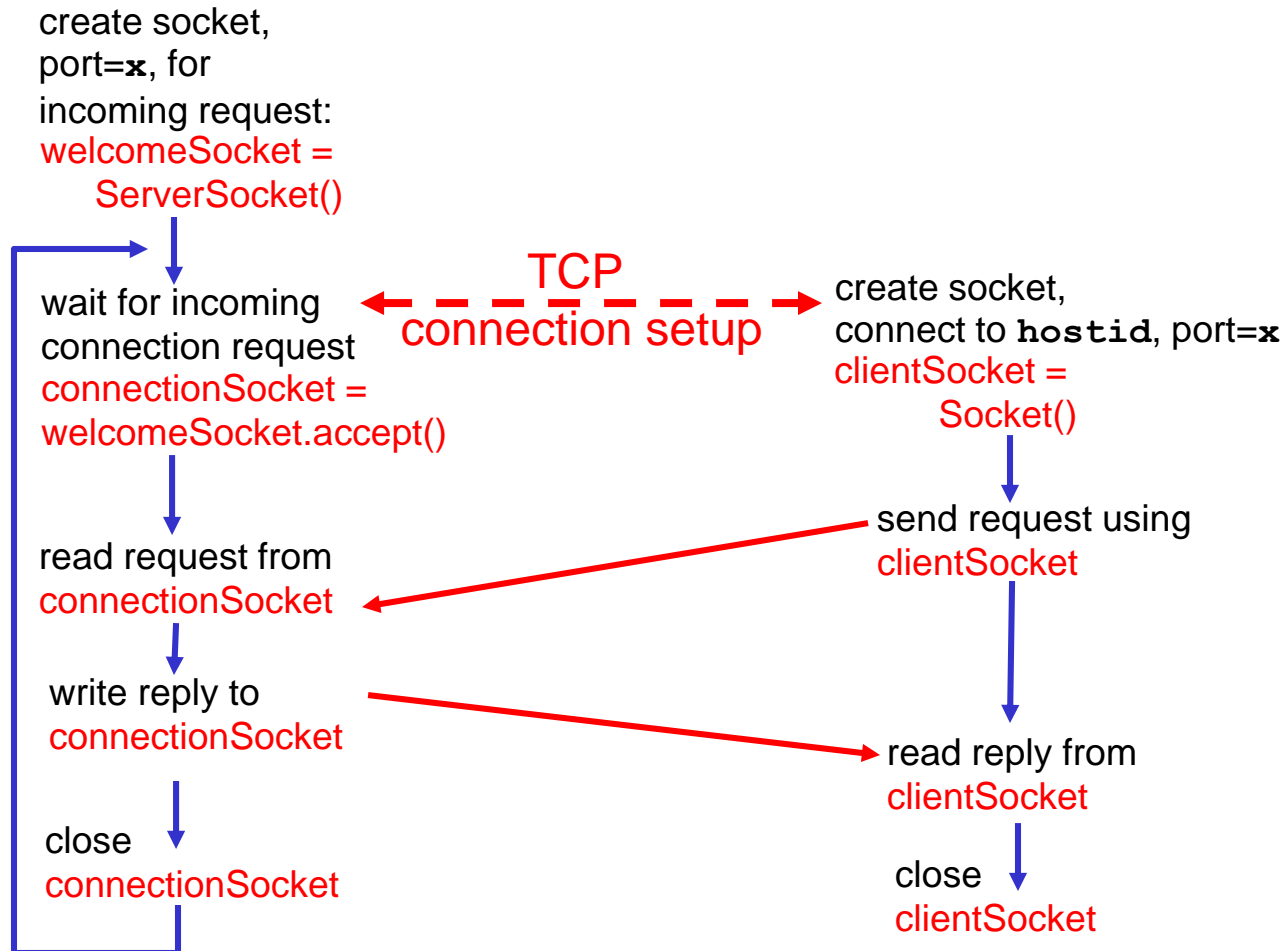 create socket,
port=x, for
incoming request:
welcomeSocket =
ServerSocket()
wait for incoming
connection request
connectionSocket =
welcomeSocket.accept()
TCP
connection setup
create socket,
connect to hostid, port=x
clientSocket =
Socket()
send request using
clientSocket
read request from
connectionSocket
write reply to
connectionSocket
read reply from
clientSocket
close
connectionSocket
close
clientSocket